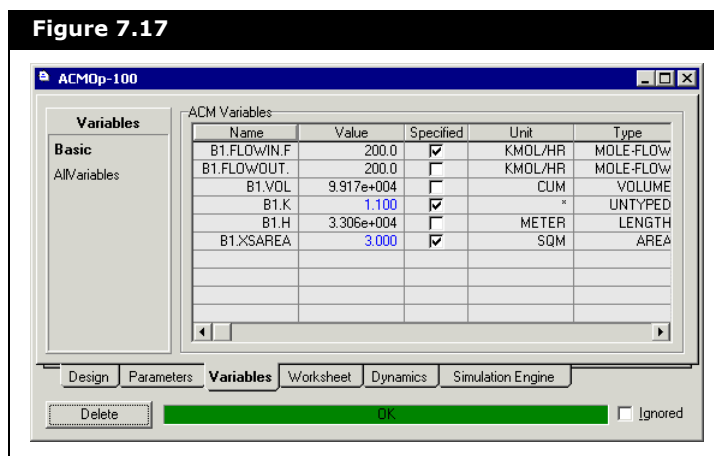 Figure 7.17
ACMOp-100
Variables
Basic
AllVariables
ACM Variables
Name Value Specified Unit Type
B1.FLOWIN.F 200.0 KMOL/HR MOLE-FLOW
B1.FLOWOUT. 200.0 KMOL/HR MOLE-FLOW
B1.VOL 9.917e+004 CUM VOLUME
B1.K 1.100 * UNTYPED
B1.H 3.306e+004 METER LENGTH
B1.XSAREA 3.000 SQM AREA
Design Parameters Variables Worksheet Dynamics Simulation Engine
Delete OK Ignored